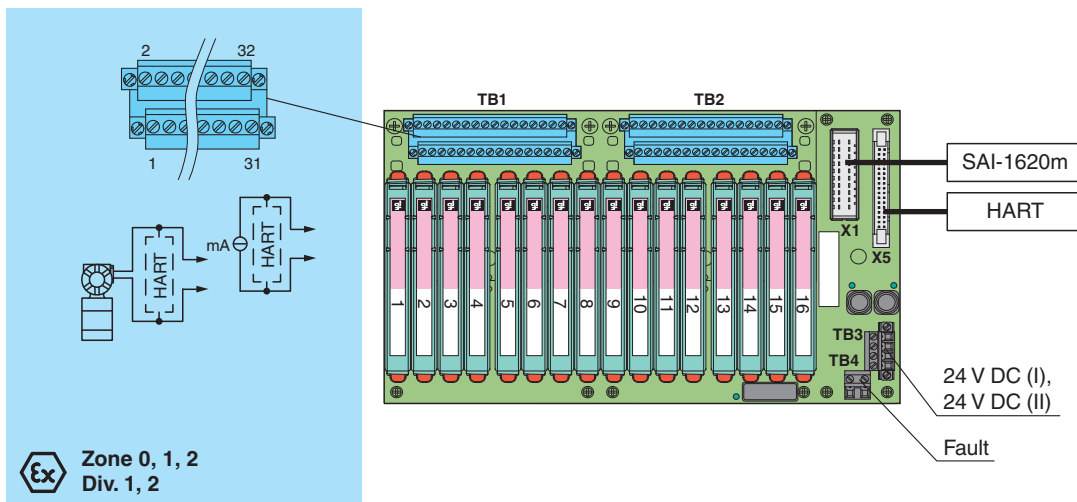 2 32
1 31
mA
HART
HART
Ex
Zone 0, 1, 2
Div. 1, 2
TB1 TB2
1 2 3 4 5 6 7 8 9 10 11 12 13 14 15 16
X1
X5
TB3
TB4
SAI-1620m
HART
24 V DC (I),
24 V DC (II)
Fault